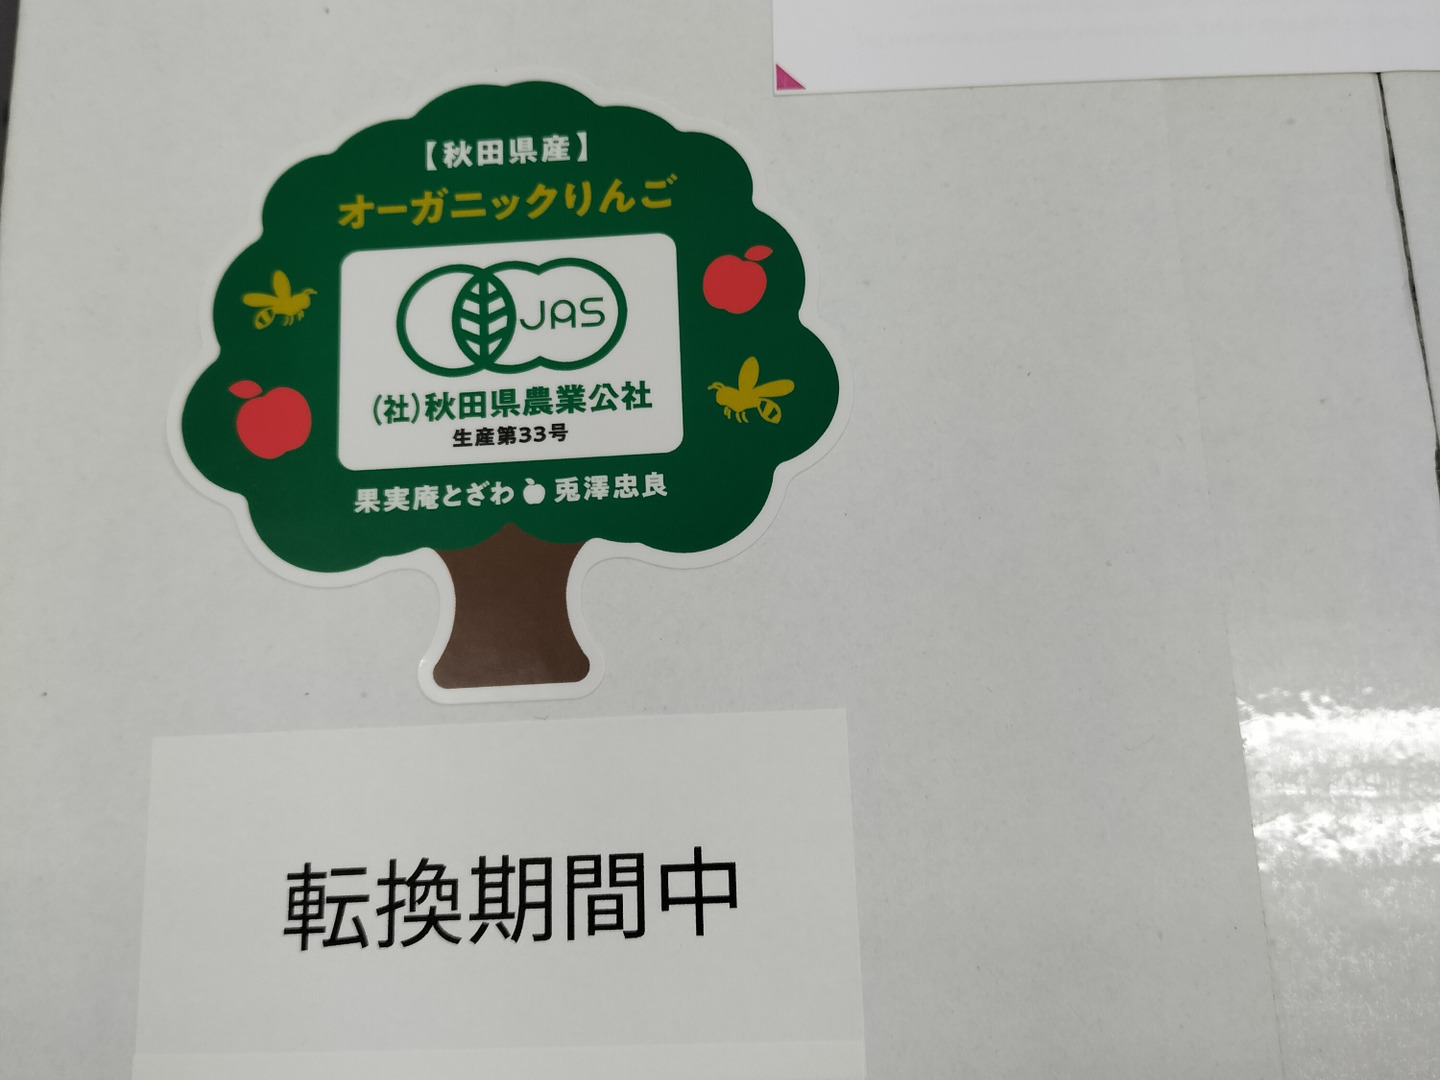 【秋田県産】
オーガニックりんご
JAS
(社)秋田県農業公社
生産第33号
果実庵とざわ 兎澤忠良
転換期間中